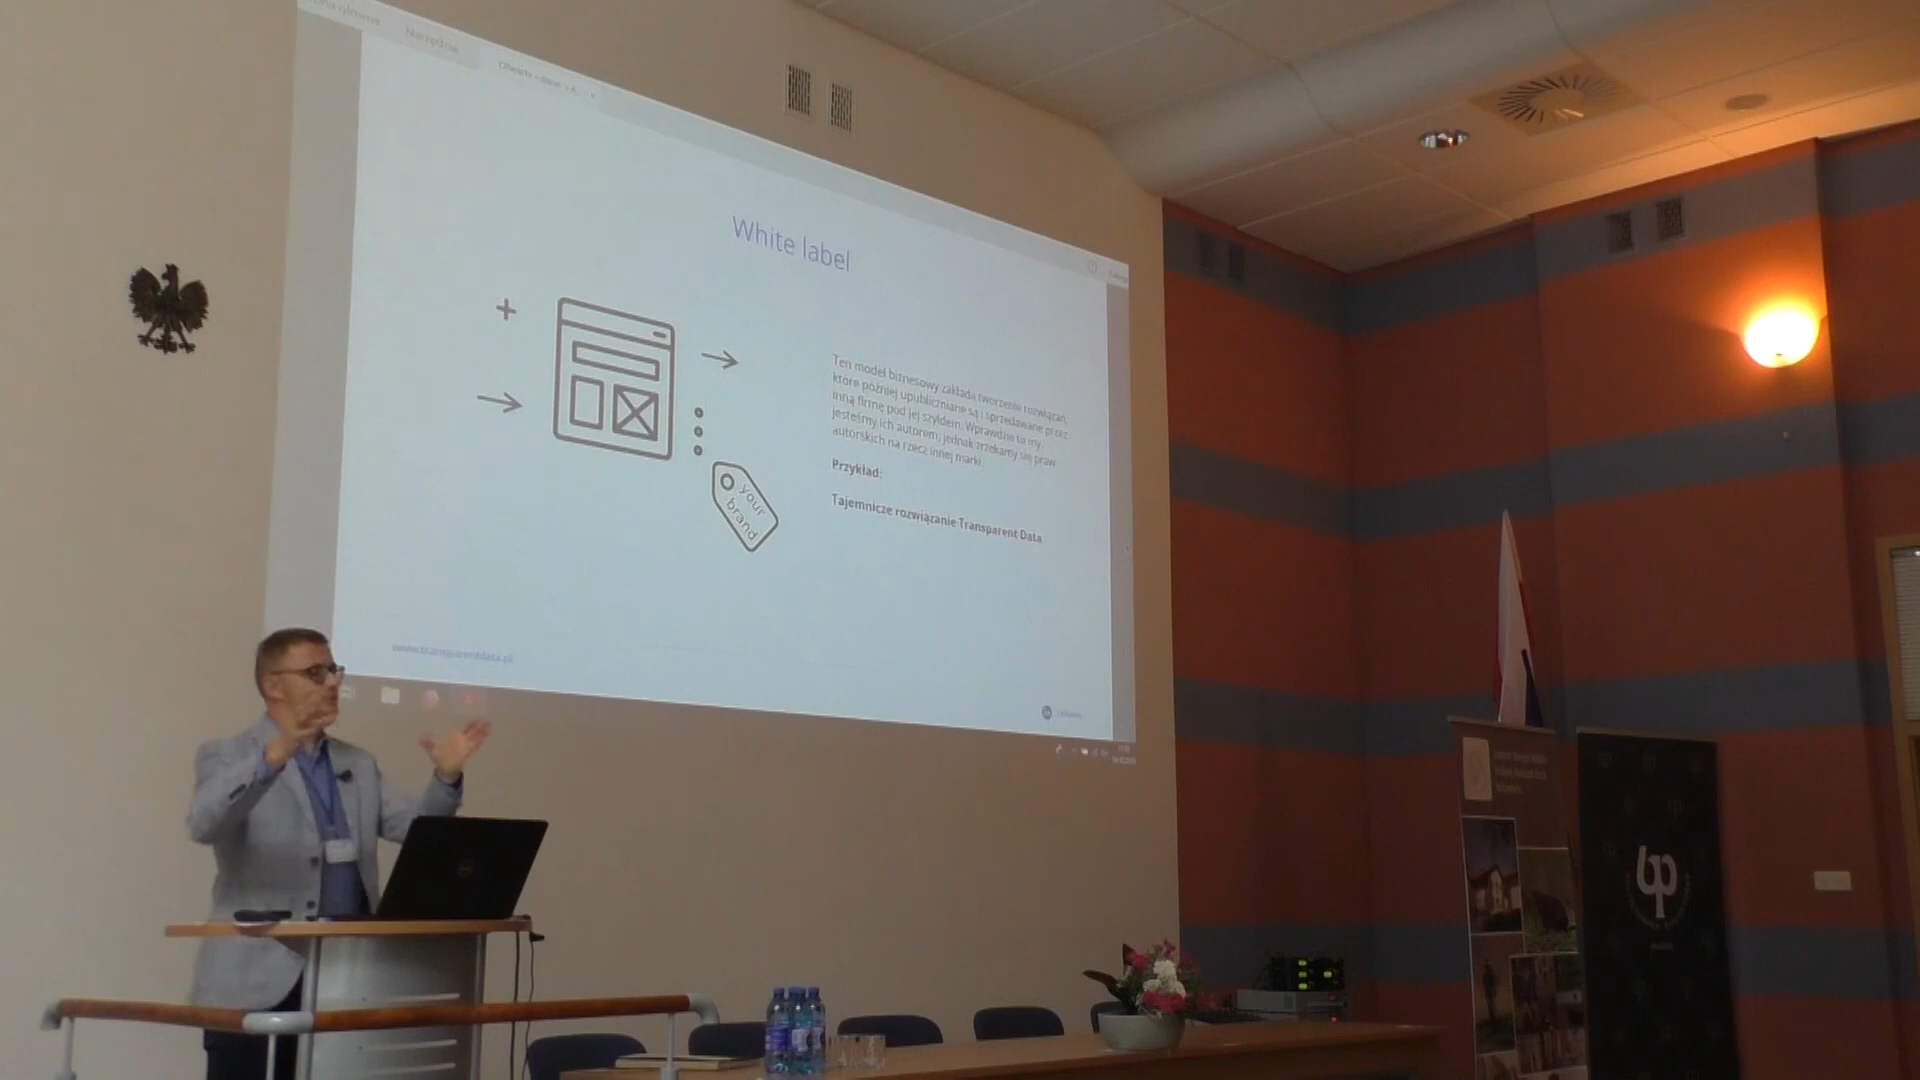 Narzędzia
White label
Ten model biznesowy zakłada tworzenie rozwiązań,
które później upubliczniane są i sprzedawane przez
inną firmę pod jej szyldem. Wprawdzie to my
jesteśmy ich autorem, jednak zrzekamy się praw
autorskich na rzecz innej marki.
Przykład:
Tajemnicze rozwiązanie Transparent Data
your
brand
www.transparentdata.pl